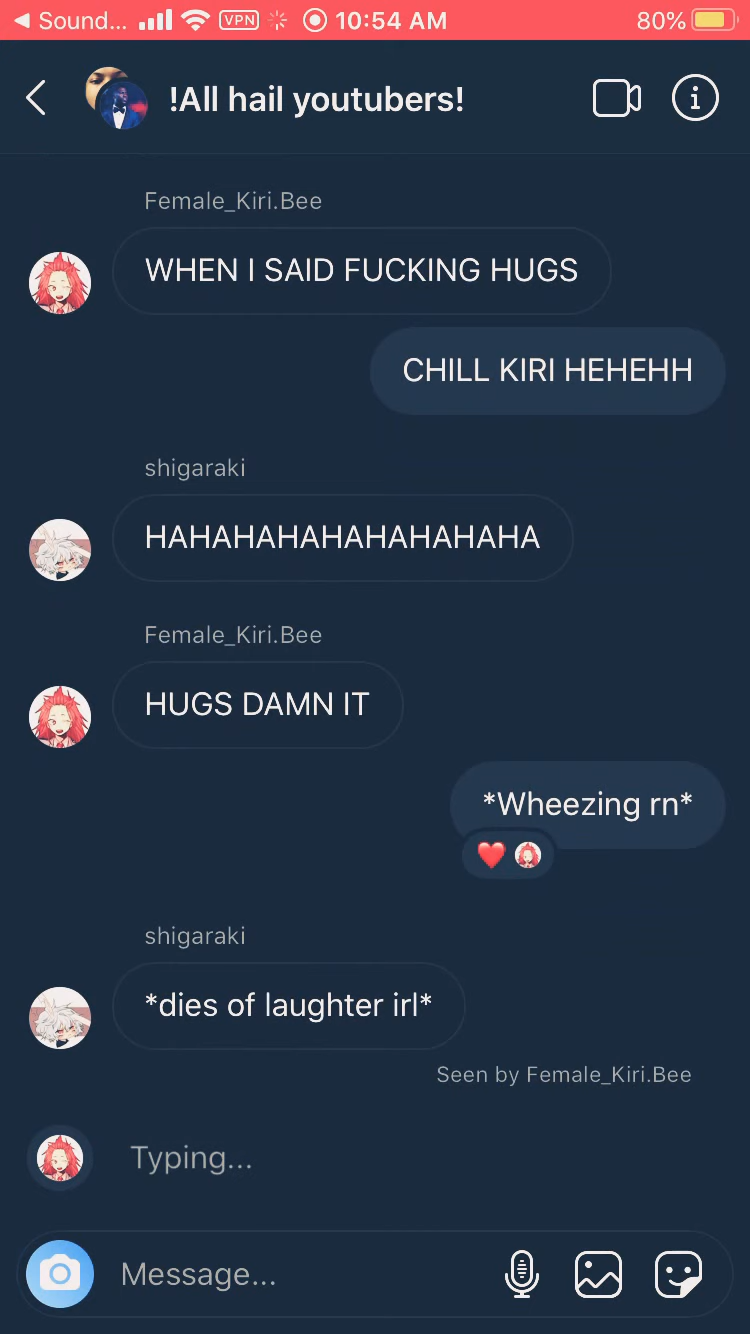 Sound... VPN 10:54 AM 80%
!All hail youtubers!
Female_Kiri.Bee
WHEN I SAID FUCKING HUGS
CHILL KIRI HEHEHH
shigaraki
HAHAHAHAHAHAHAHAHA
Female_Kiri.Bee
HUGS DAMN IT
*Wheezing rn*
shigaraki
*dies of laughter irl*
Seen by Female_Kiri.Bee
Typing...
Message...